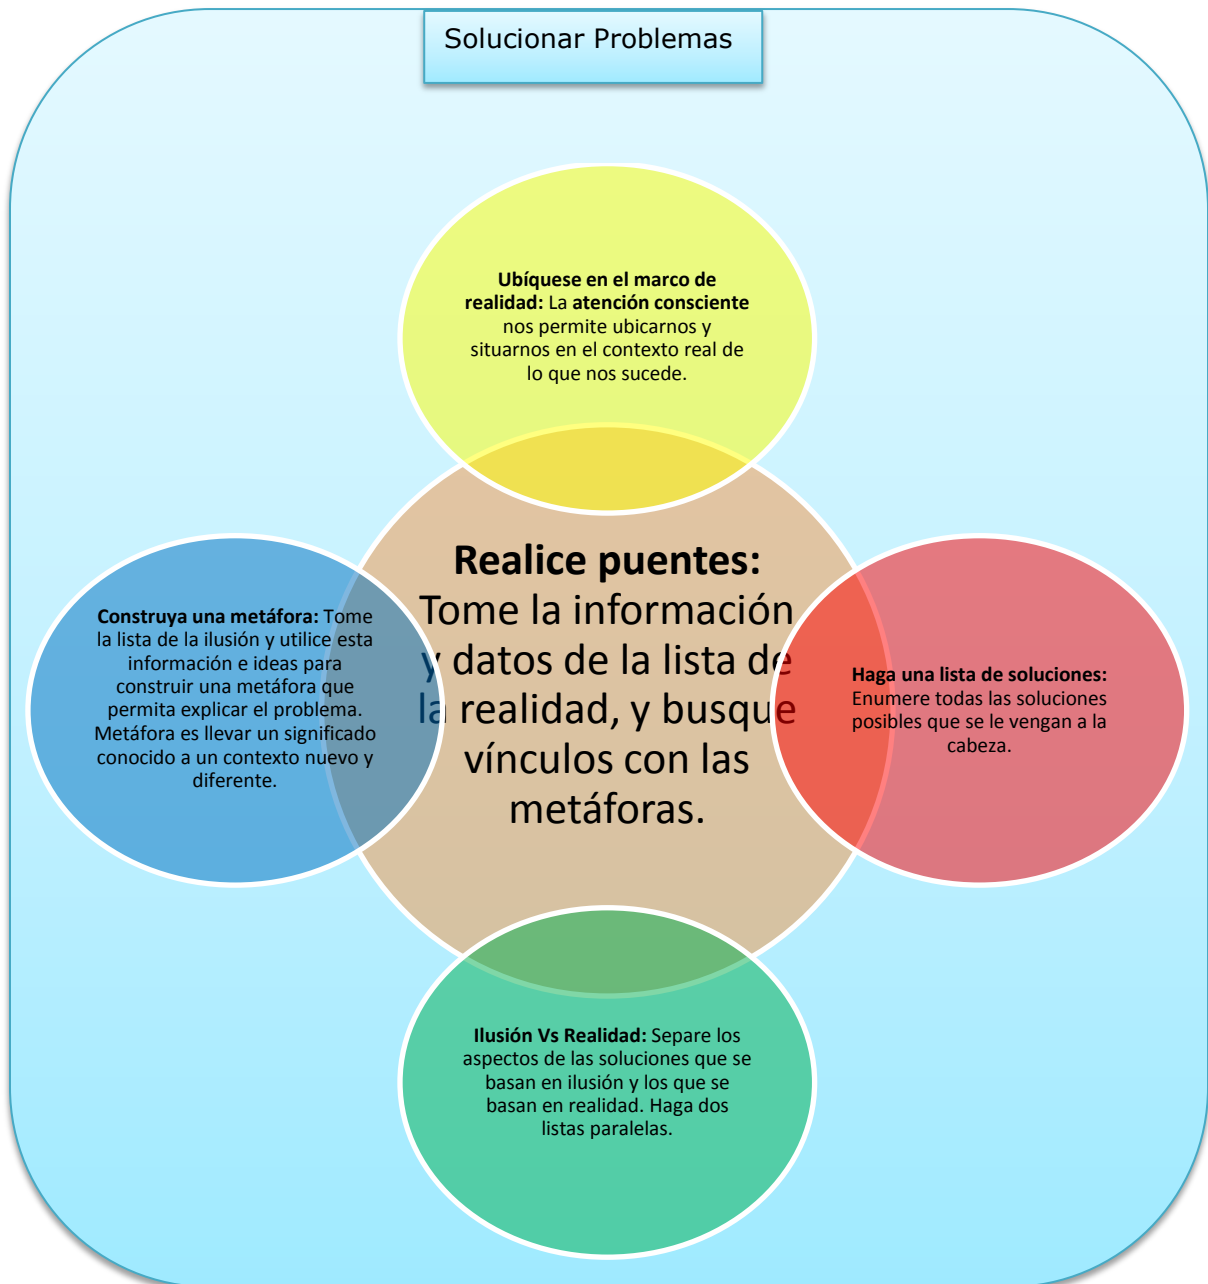 Solucionar Problemas
Ubíquese en el marco de
realidad: La atención consciente
nos permite ubicarnos y
situarnos en el contexto real de
lo que nos sucede.
Realice puentes:
Tome la información
y datos de la lista de
la realidad, y busque
vínculos con las
metáforas.
Haga una lista de soluciones:
Enumere todas las soluciones
posibles que se le vengan a la
cabeza.
Ilusión Vs Realidad: Separe los
aspectos de las soluciones que se
basan en ilusión y los que se
basan en realidad. Haga dos
listas paralelas.
Construya una metáfora: Tome
la lista de la ilusión y utilice esta
información e ideas para
construir una metáfora que
permita explicar el problema.
Metáfora es llevar un significado
conocido a un contexto nuevo y
diferente.